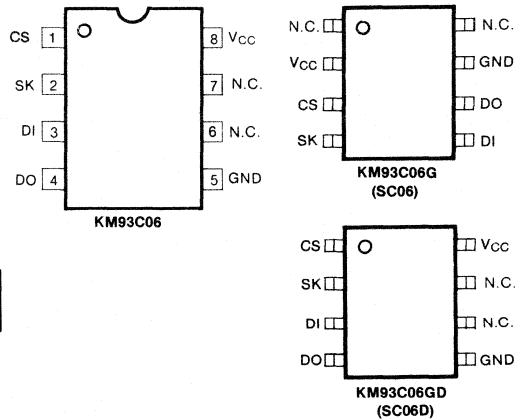 CS 1 8 VCC
SK 2 7 N.C.
DI 3 6 N.C.
DO 4 5 GND
KM93C06
N.C. N.C.
VCC GND
CS DO
SK DI
KM93C06G
(SC06)
CS VCC
SK N.C.
DI N.C.
DO GND
KM93C06GD
(SC06D)